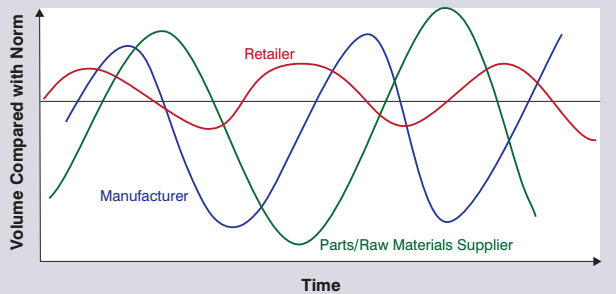 Volume Compared with Norm
Retailer
Manufacturer
Parts/Raw Materials Supplier
Time